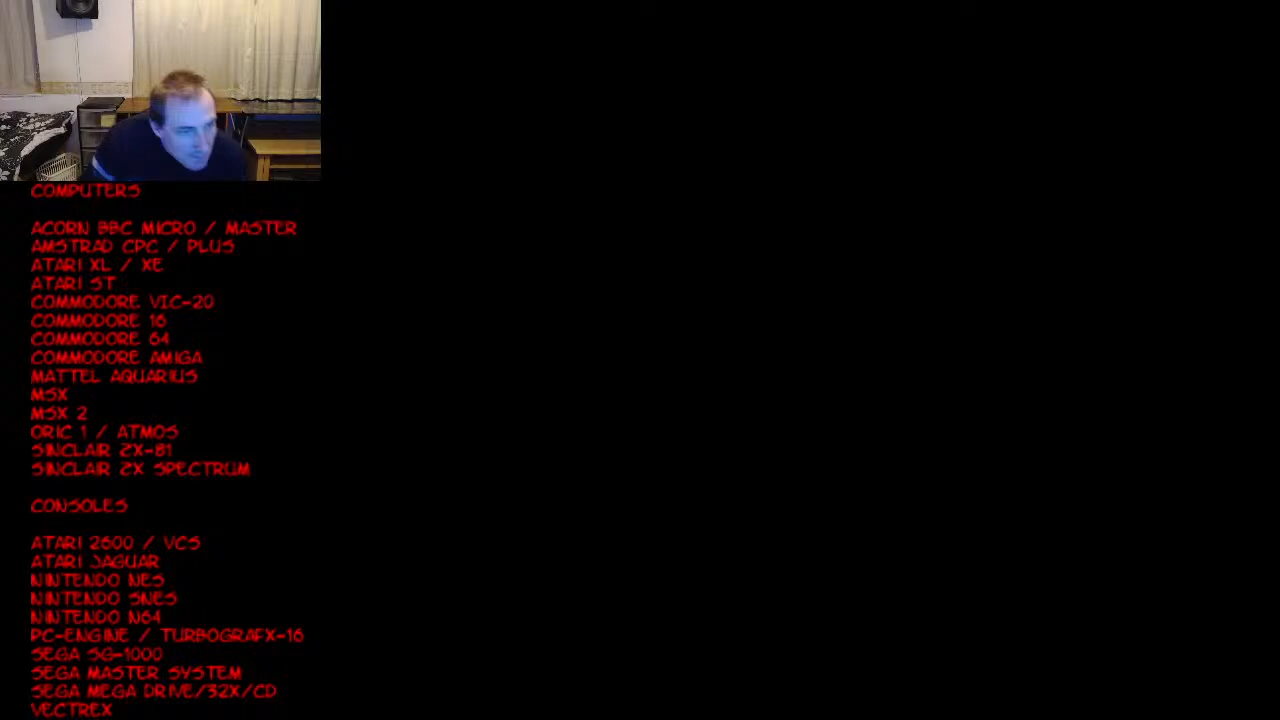 COMPUTERS
ACORN BBC MICRO / MASTER
AMSTRAD CPC / PLUS
ATARI XL / XE
ATARI ST
COMMODORE VIC-20
COMMODORE 16
COMMODORE 64
COMMODORE AMIGA
MATTEL AQUARIUS
MSX
MSX 2
ORIC 1 / ATMOS
SINCLAIR ZX-81
SINCLAIR ZX SPECTRUM
CONSOLES
ATARI 2600 / VCS
ATARI JAGUAR
NINTENDO NES
NINTENDO SNES
NINTENDO N64
PC-ENGINE / TURBOGRAFX-16
SEGA SG-1000
SEGA MASTER SYSTEM
SEGA MEGA DRIVE/32X/CD
VECTREX